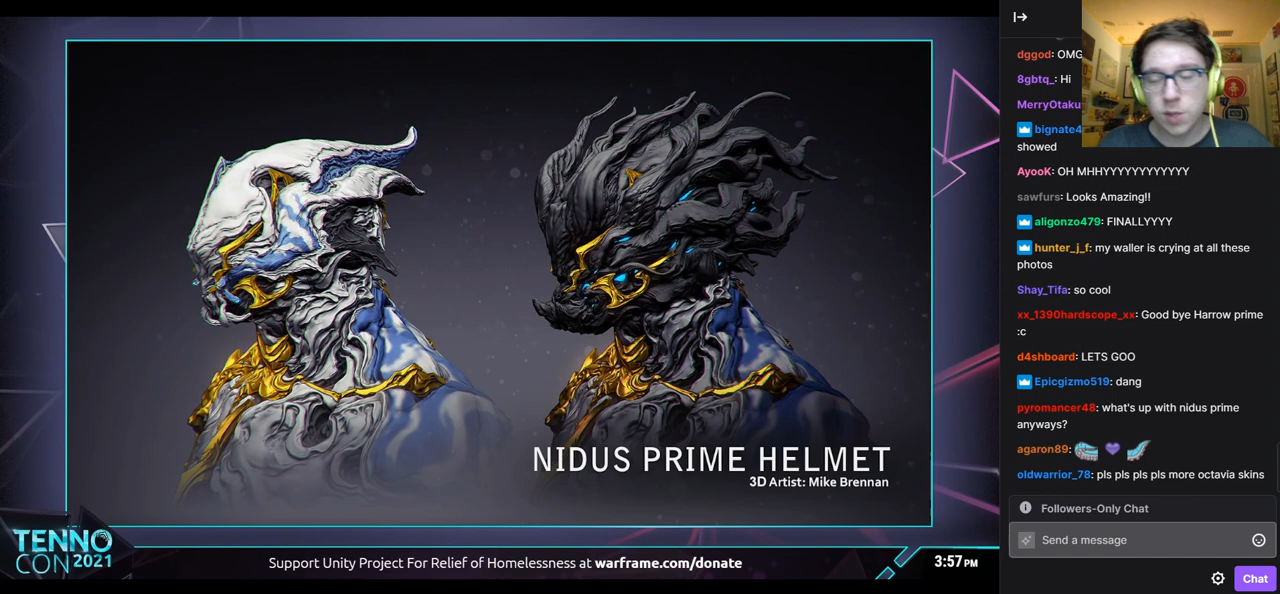 NIDUS PRIME HELMET
3D Artist: Mike Brennan
TENNO
CON 2021
Support Unity Project For Relief of Homelessness at warframe.com/donate
3:57 PM
dggod: OMG
8gbtq_: Hi
MerryOtaku
bignate4
showed
AyooK: OH MHHYYYYYYYYYYYY
sawfurs: Looks Amazing!!
aligonzo479: FINALLYYYY
hunter_j_f: my waller is crying at all these
photos
Shay_Tifa: so cool
xx_1390hardscope_xx: Good bye Harrow prime
:c
d4shboard: LETS GOO
Epicgizmo519: dang
pyromancer48: what's up with nidus prime
anyways?
agaron89:
oldwarrior_78: pls pls pls pls more octavia skins
Followers-Only Chat
Send a message
Chat